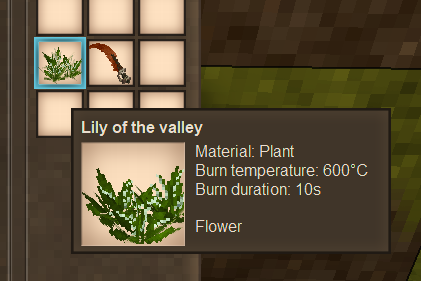 Lily of the valley
Material: Plant
Burn temperature: 600°C
Burn duration: 10s
Flower